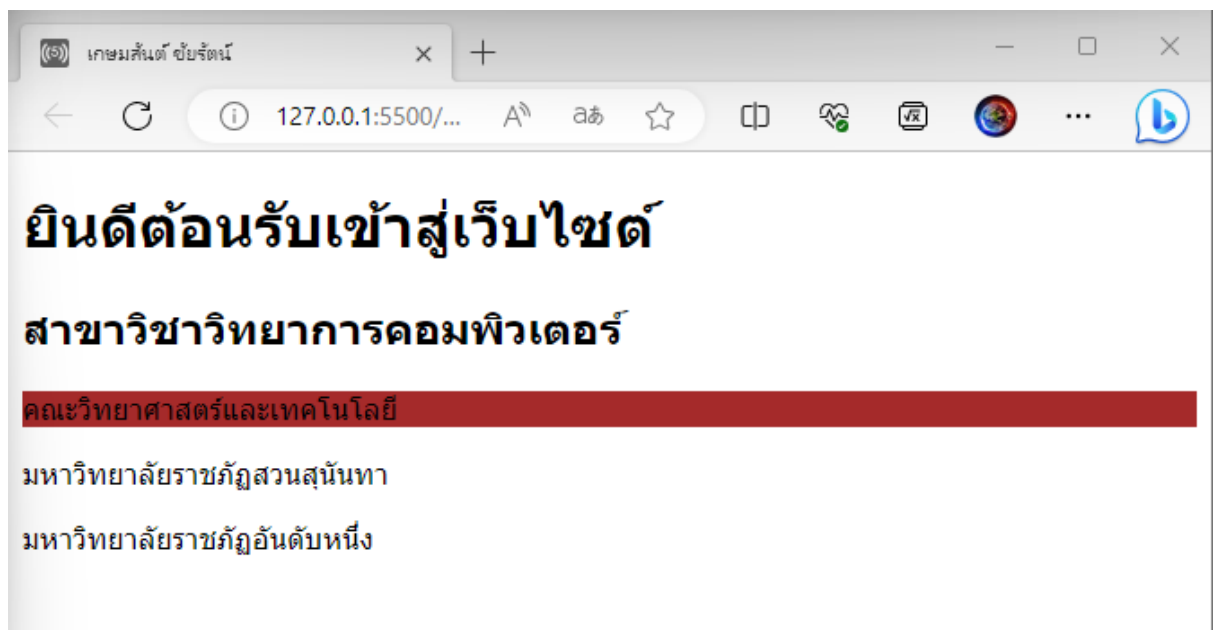 เกษมสันต์ ชัยรัตน์
127.0.0.1:5500/...
ยินดีต้อนรับเข้าสู่เว็บไซต์
สาขาวิชาวิทยาการคอมพิวเตอร์
คณะวิทยาศาสตร์และเทคโนโลยี
มหาวิทยาลัยราชภัฏสวนสุนันทา
มหาวิทยาลัยราชภัฏอันดับหนึ่ง